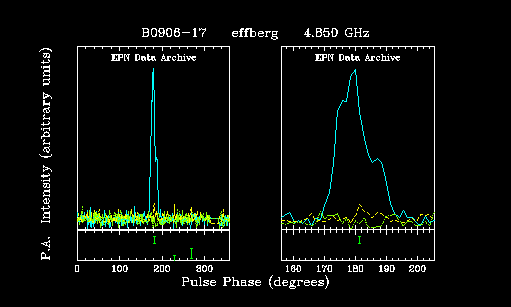 B0906-17 effberg 4.850 GHz
EPN Data Archive EPN Data Archive
P.A. Intensity (arbitrary units)
0 100 200 300 160 170 180 190 200
Pulse Phase (degrees)